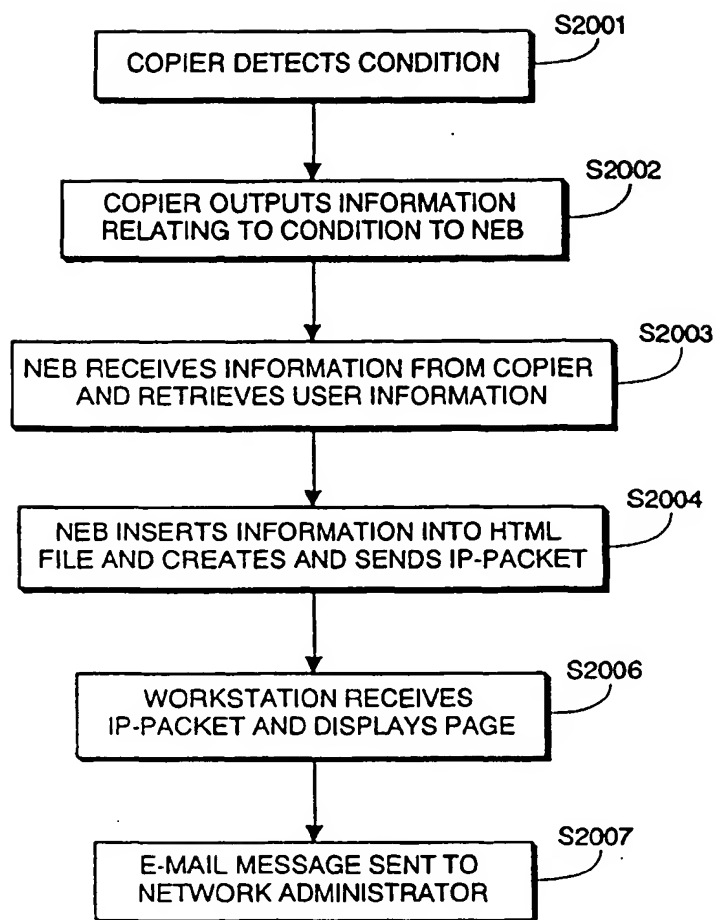 S2001
COPIER DETECTS CONDITION
S2002
COPIER OUTPUTS INFORMATION
RELATING TO CONDITION TO NEB
S2003
NEB RECEIVES INFORMATION FROM COPIER
AND RETRIEVES USER INFORMATION
S2004
NEB INSERTS INFORMATION INTO HTML
FILE AND CREATES AND SENDS IP-PACKET
S2006
WORKSTATION RECEIVES
IP-PACKET AND DISPLAYS PAGE
S2007
E-MAIL MESSAGE SENT TO
NETWORK ADMINISTRATOR